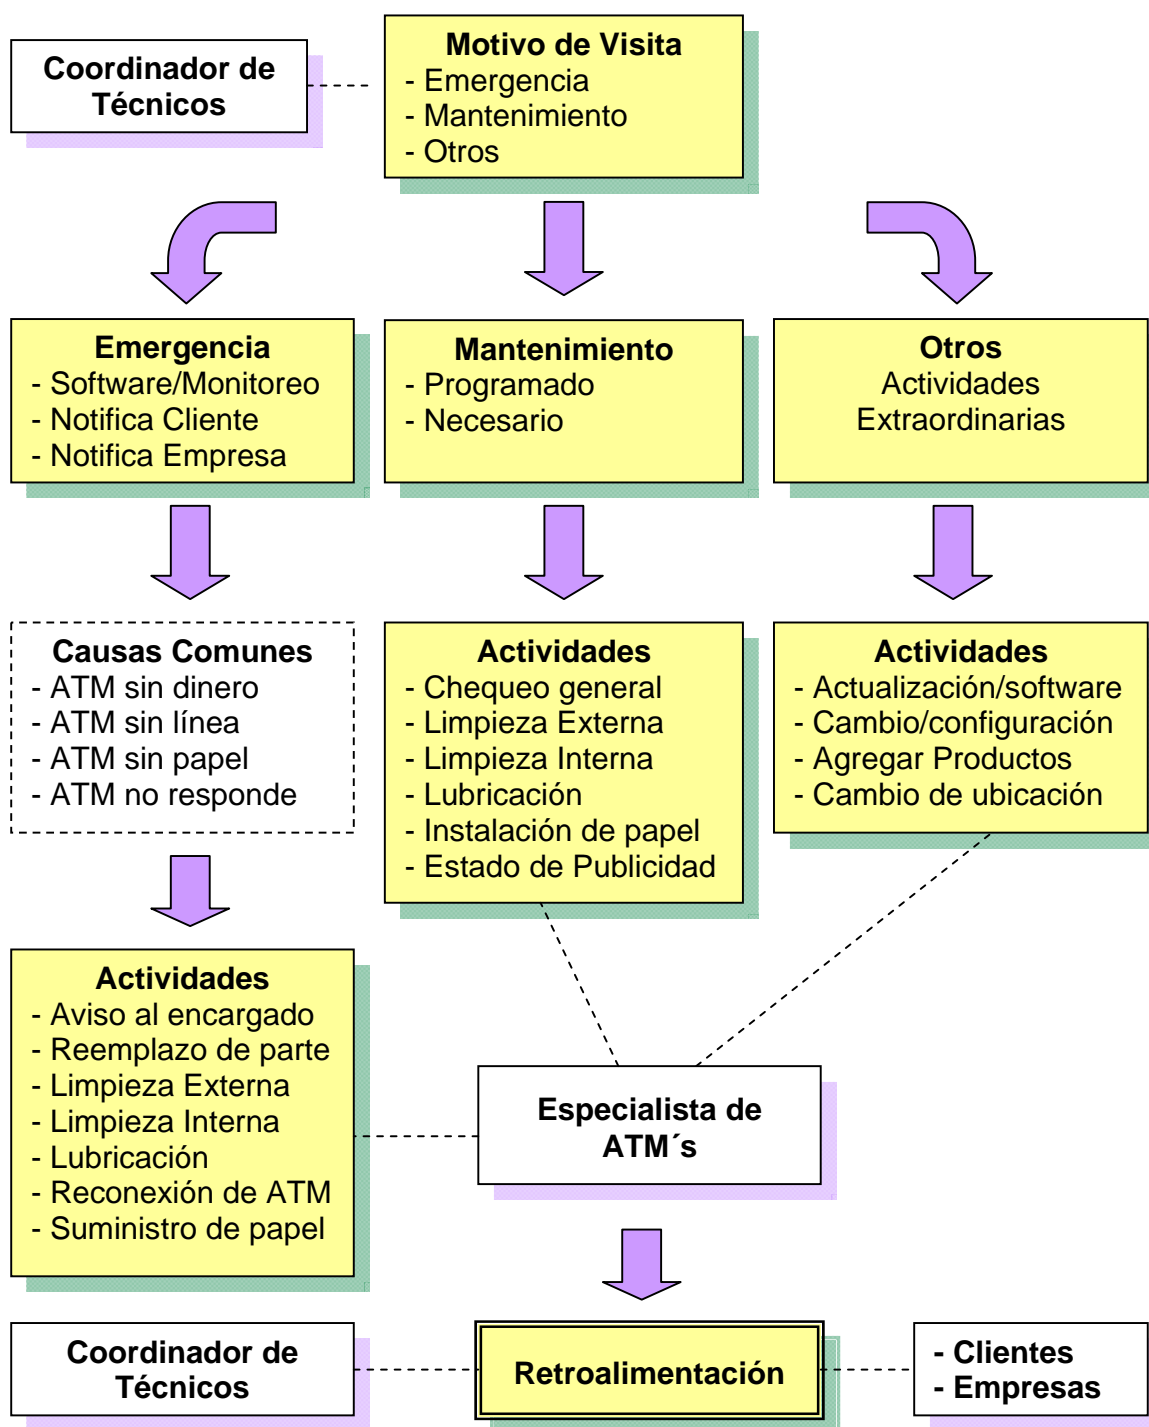 Coordinador de
Técnicos
Motivo de Visita
- Emergencia
- Mantenimiento
- Otros
Emergencia
- Software/Monitoreo
- Notifica Cliente
- Notifica Empresa
Mantenimiento
- Programado
- Necesario
Otros
Actividades
Extraordinarias
Causas Comunes
- ATM sin dinero
- ATM sin línea
- ATM sin papel
- ATM no responde
Actividades
- Chequeo general
- Limpieza Externa
- Limpieza Interna
- Lubricación
- Instalación de papel
- Estado de Publicidad
Actividades
- Actualización/software
- Cambio/configuración
- Agregar Productos
- Cambio de ubicación
Actividades
- Aviso al encargado
- Reemplazo de parte
- Limpieza Externa
- Limpieza Interna
- Lubricación
- Reconexión de ATM
- Suministro de papel
Especialista de
ATM´s
Coordinador de
Técnicos
Retroalimentación
- Clientes
- Empresas